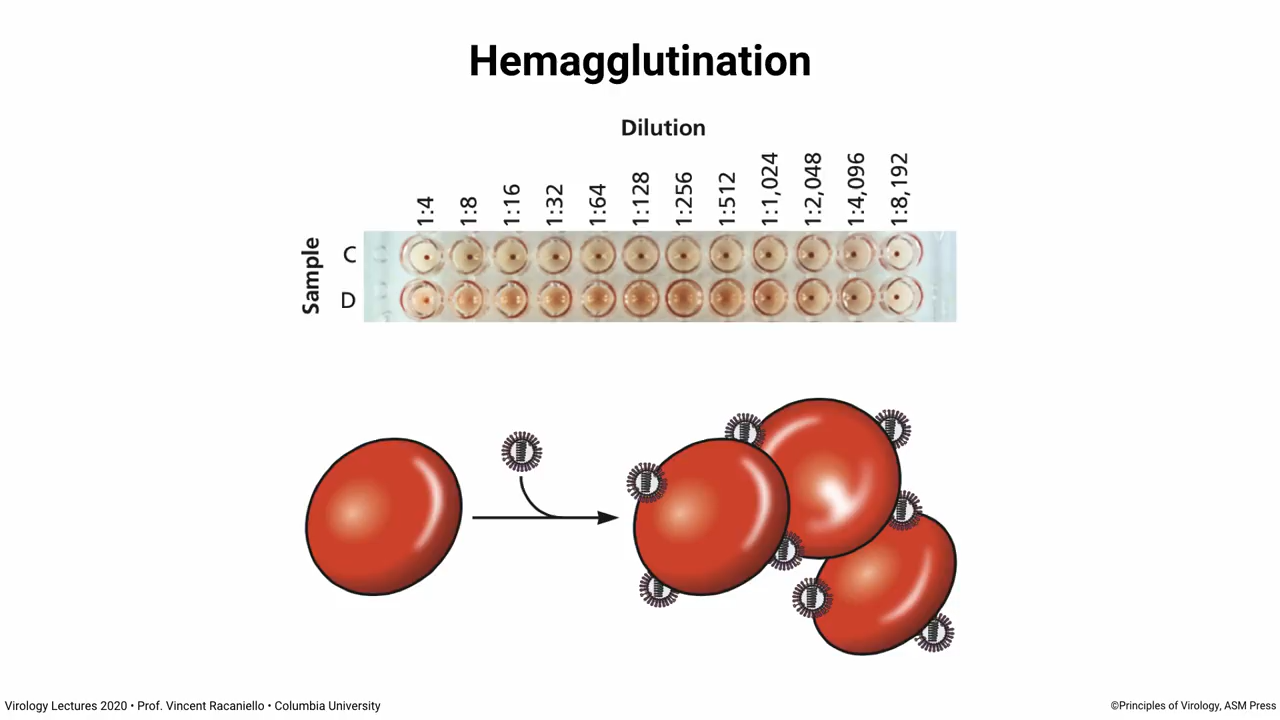 Hemagglutination
Dilution
1:4 1:8 1:16 1:32 1:64 1:128 1:256 1:512 1:1,024 1:2,048 1:4,096 1:8,192
Sample
C
D
Virology Lectures 2020 • Prof. Vincent Racaniello • Columbia University
©Principles of Virology, ASM Press